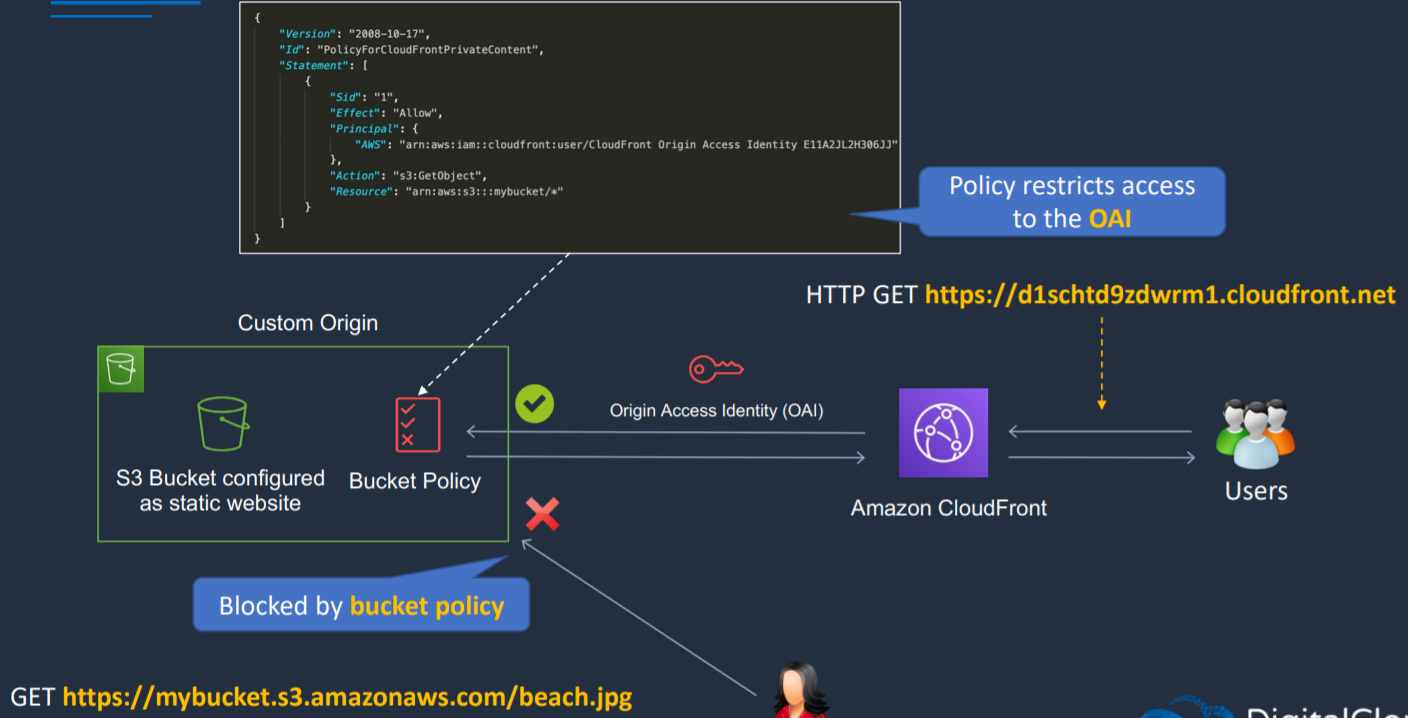 {
"Version": "2008-10-17",
"Id": "PolicyForCloudFrontPrivateContent",
"Statement": [
{
"Sid": "1",
"Effect": "Allow",
"Principal": {
"AWS": "arn:aws:iam::cloudfront:user/CloudFront Origin Access Identity E11A2JL2H306JJ"
},
"Action": "s3:GetObject",
"Resource": "arn:aws:s3:::mybucket/*"
}
]
}
Policy restricts access
to the OAI
HTTP GET https://d1schtd9zdwrm1.cloudfront.net
Custom Origin
Origin Access Identity (OAI)
S3 Bucket configured
as static website
Bucket Policy
Amazon CloudFront
Users
Blocked by bucket policy
GET https://mybucket.s3.amazonaws.com/beach.jpg